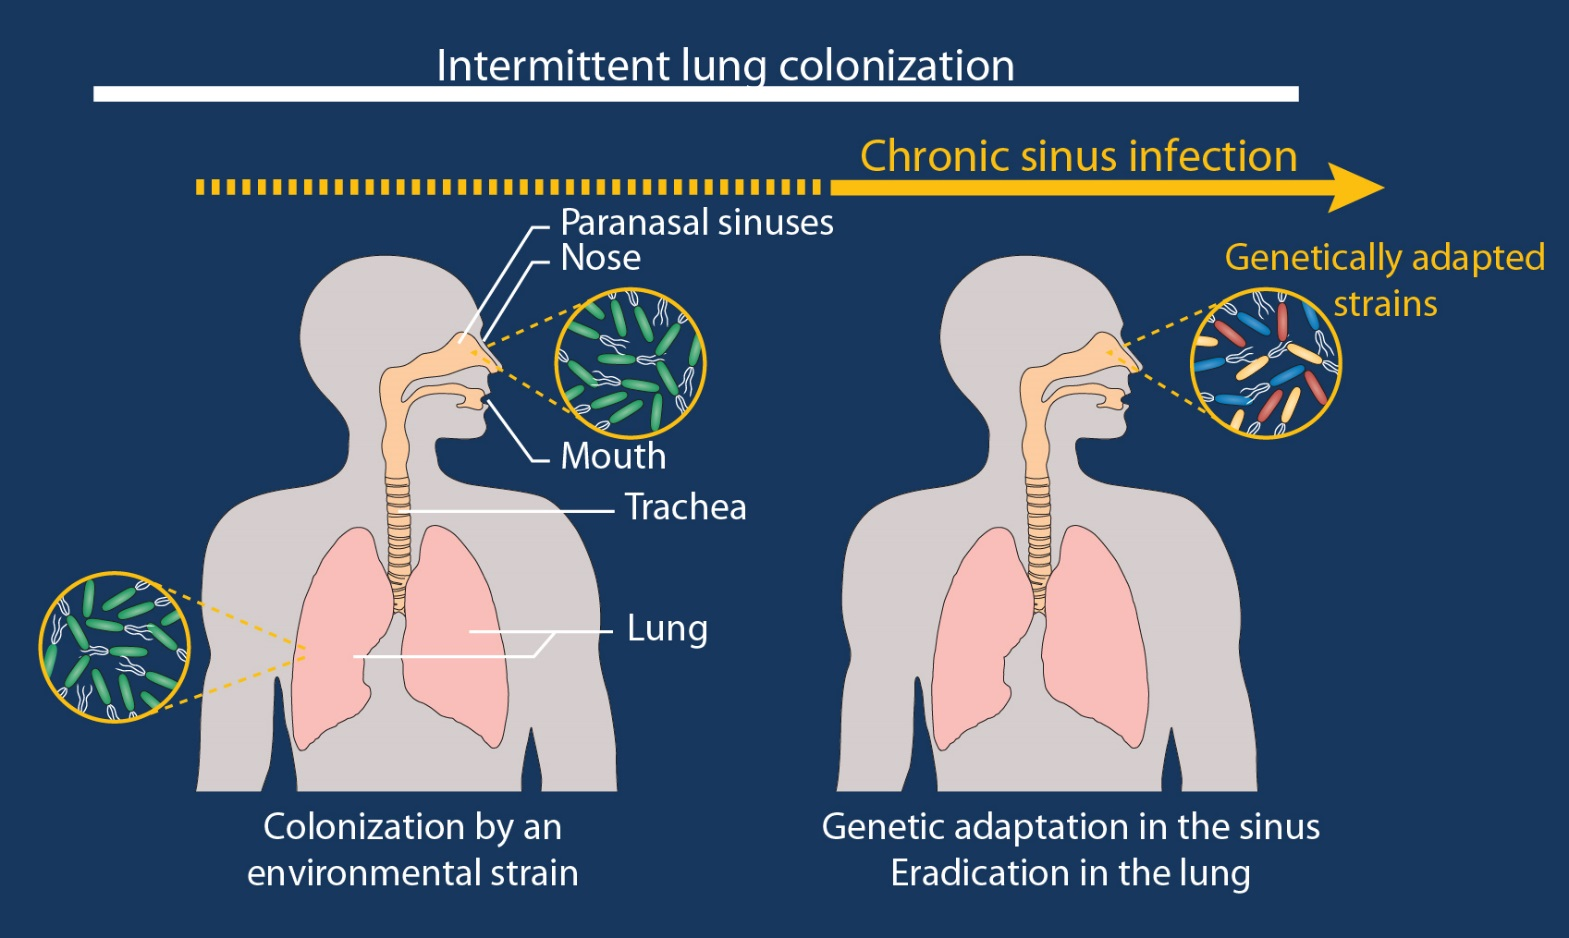 Intermittent lung colonization
Chronic sinus infection
Paranasal sinuses
Nose
Genetically adapted
strains
Mouth
Trachea
Lung
Colonization by an
environmental strain
Genetic adaptation in the sinus
Eradication in the lung